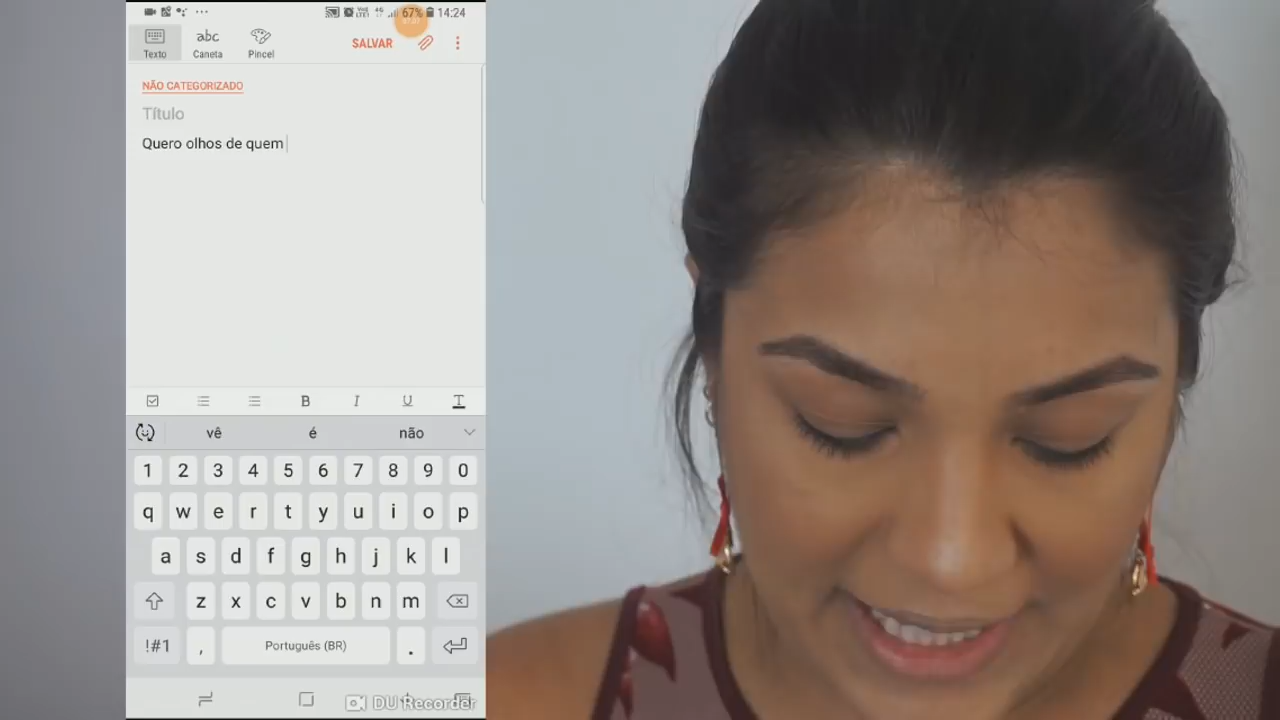 67% 14:24
Texto
abc
Caneta
Pincel
SALVAR
NÃO CATEGORIZADO
Título
Quero olhos de quem
B I U T
vê é não
1 2 3 4 5 6 7 8 9 0
q w e r t y u i o p
a s d f g h j k l
z x c v b n m
!#1 , Português (BR) .
DU Recorder